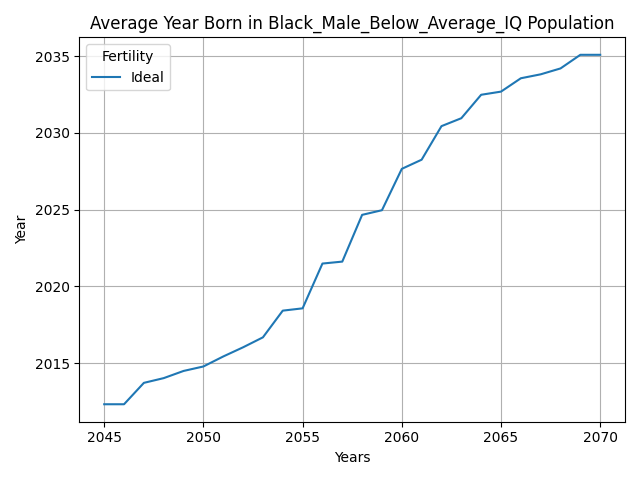 Average Year Born in Black_Male_Below_Average_IQ Population
Fertility
Ideal
Year
2035
2030
2025
2020
2015
2045 2050 2055 2060 2065 2070
Years